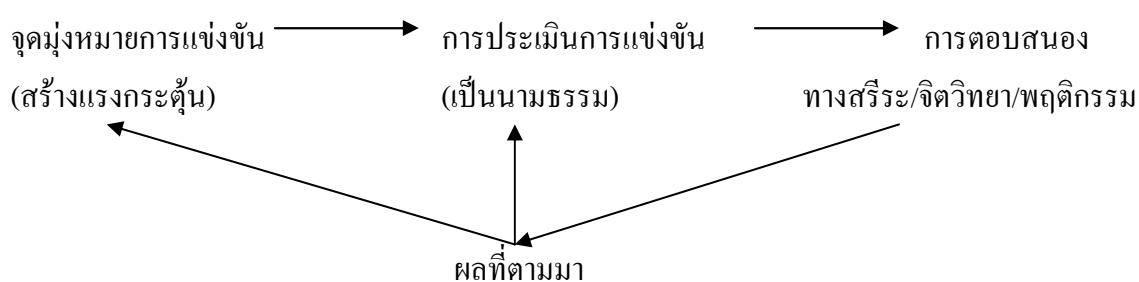 จุดมุ่งหมายการแข่งขัน การประเมินการแข่งขัน การตอบสนอง
(สร้างแรงกระตุ้น) (เป็นนามธรรม) ทางสรีระ/จิตวิทยา/พฤติกรรม
ผลที่ตามมา